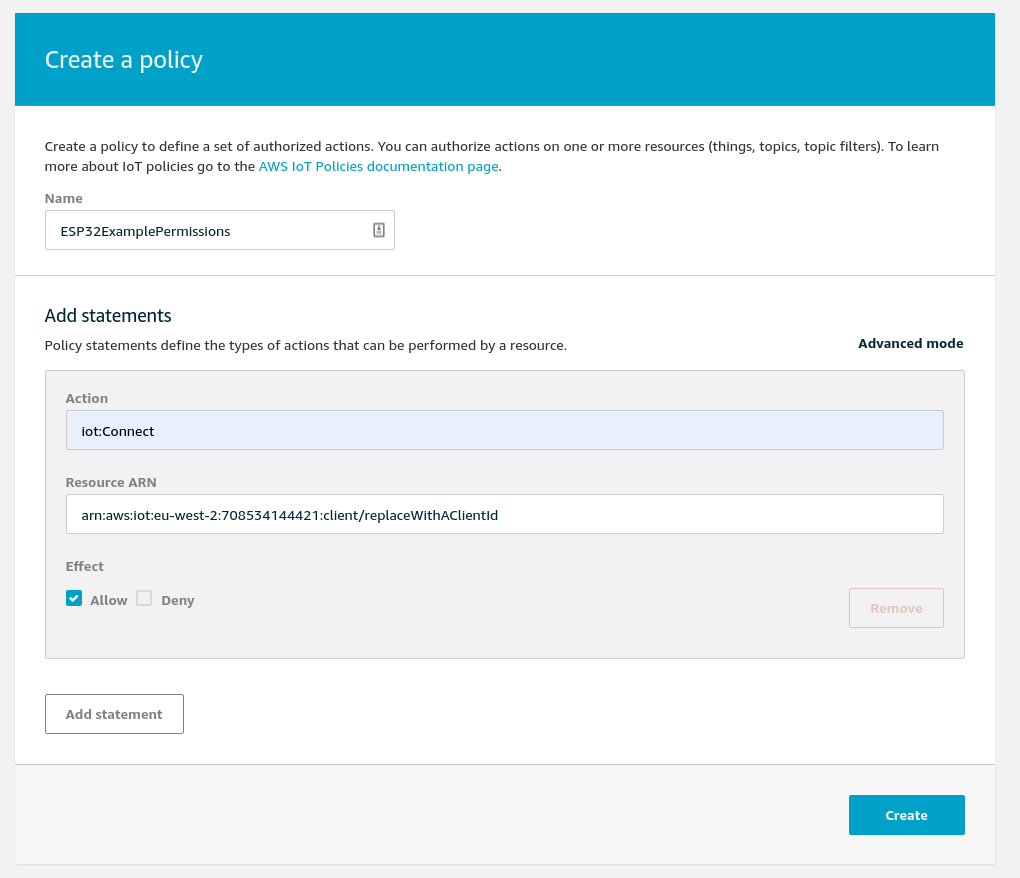 Create a policy
Create a policy to define a set of authorized actions. You can authorize actions on one or more resources (things, topics, topic filters). To learn
more about IoT policies go to the AWS IoT Policies documentation page.
Name
ESP32ExamplePermissions
Add statements
Policy statements define the types of actions that can be performed by a resource.
Advanced mode
Action
iot:Connect
Resource ARN
arn:aws:iot:eu-west-2:708534144421:client/replaceWithAClientId
Effect
Allow
Deny
Remove
Add statement
Create